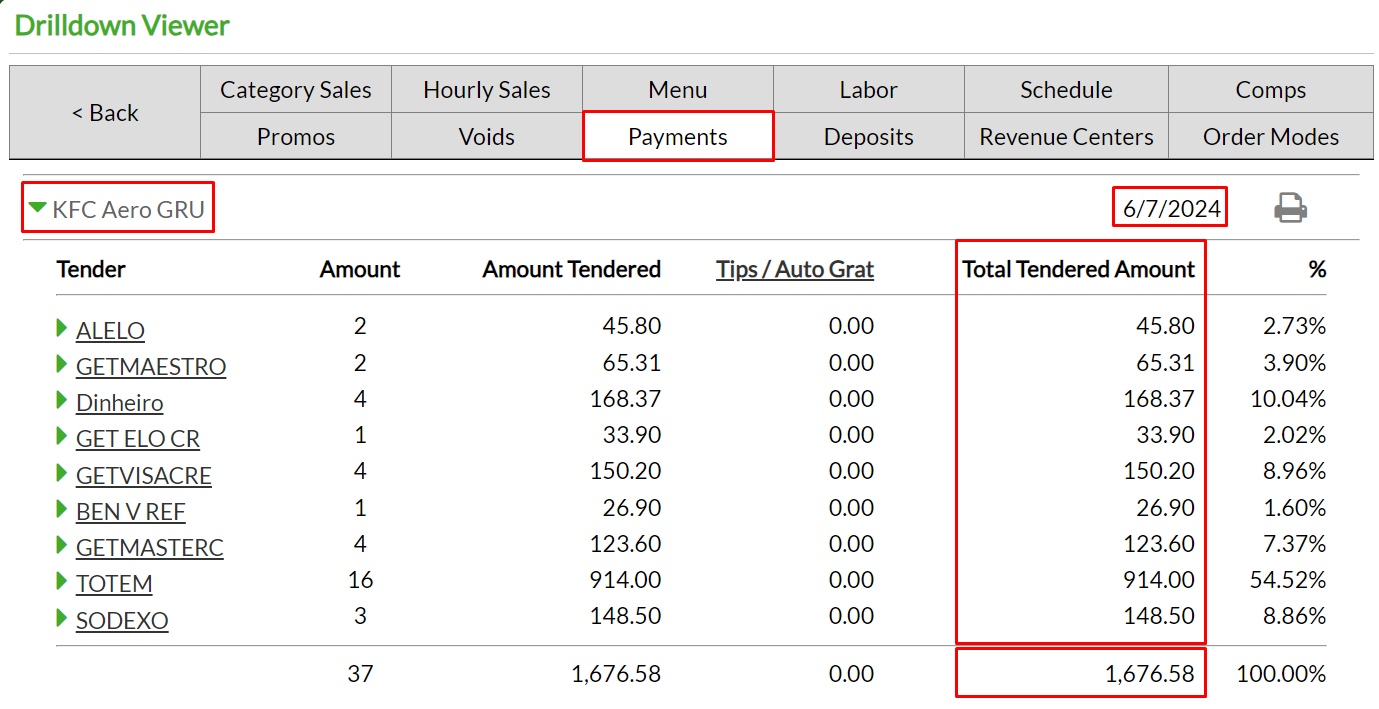 Drilldown Viewer
< Back
Category Sales Hourly Sales Menu Labor Schedule Comps
Promos Voids Payments Deposits Revenue Centers Order Modes
KFC Aero GRU 6/7/2024
Tender Amount Amount Tendered Tips / Auto Grat Total Tendered Amount %
ALELO 2 45.80 0.00 45.80 2.73%
GETMAESTRO 2 65.31 0.00 65.31 3.90%
Dinheiro 4 168.37 0.00 168.37 10.04%
GET ELO CR 1 33.90 0.00 33.90 2.02%
GETVISACRE 4 150.20 0.00 150.20 8.96%
BEN V REF 1 26.90 0.00 26.90 1.60%
GETMASTERC 4 123.60 0.00 123.60 7.37%
TOTEM 16 914.00 0.00 914.00 54.52%
SODEXO 3 148.50 0.00 148.50 8.86%
37 1,676.58 0.00 1,676.58 100.00%